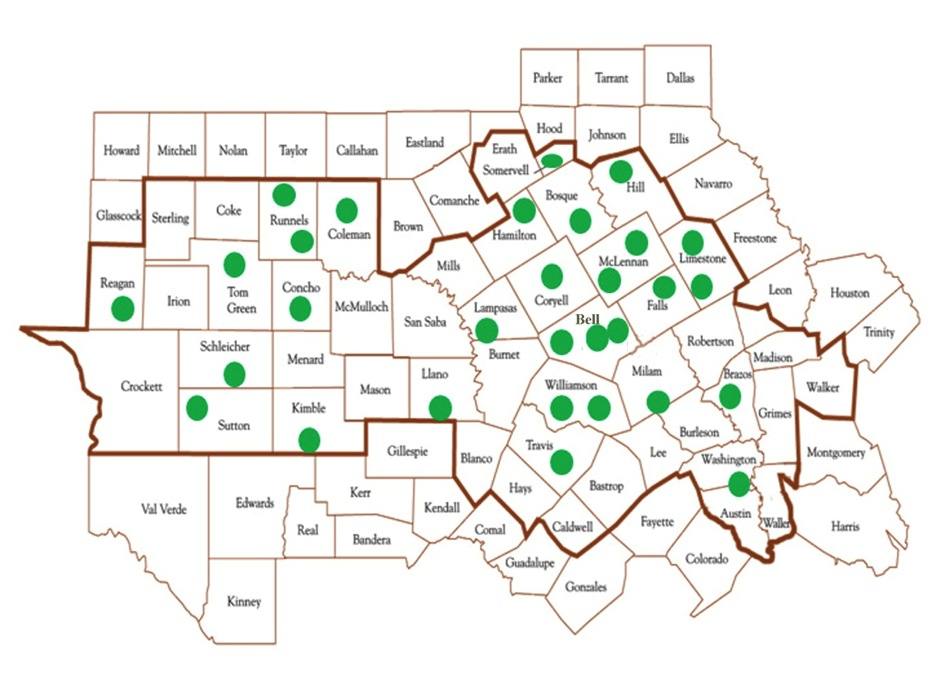 Parker
Tarrant
Dallas
Howard
Mitchell
Nolan
Taylor
Callahan
Eastland
Hood
Johnson
Ellis
Erath
Somervell
Hill
Navarro
Glasscock
Sterling
Coke
Runnels
Coleman
Brown
Comanche
Bosque
Hamilton
Freestone
Reagan
Irion
Tom
Green
Concho
McMulloch
San Saba
Mills
Lampasas
Coryell
McLennan
Limestone
Falls
Leon
Houston
Trinity
Bell
Burnet
Robertson
Madison
Crockett
Schleicher
Menard
Mason
Llano
Williamson
Milam
Brazos
Walker
Grimes
Sutton
Kimble
Gillespie
Blanco
Travis
Lee
Burleson
Washington
Montgomery
Val Verde
Edwards
Kerr
Kendall
Hays
Bastrop
Real
Bandera
Comal
Caldwell
Fayette
Austin
Waller
Harris
Guadalupe
Gonzales
Colorado
Kinney